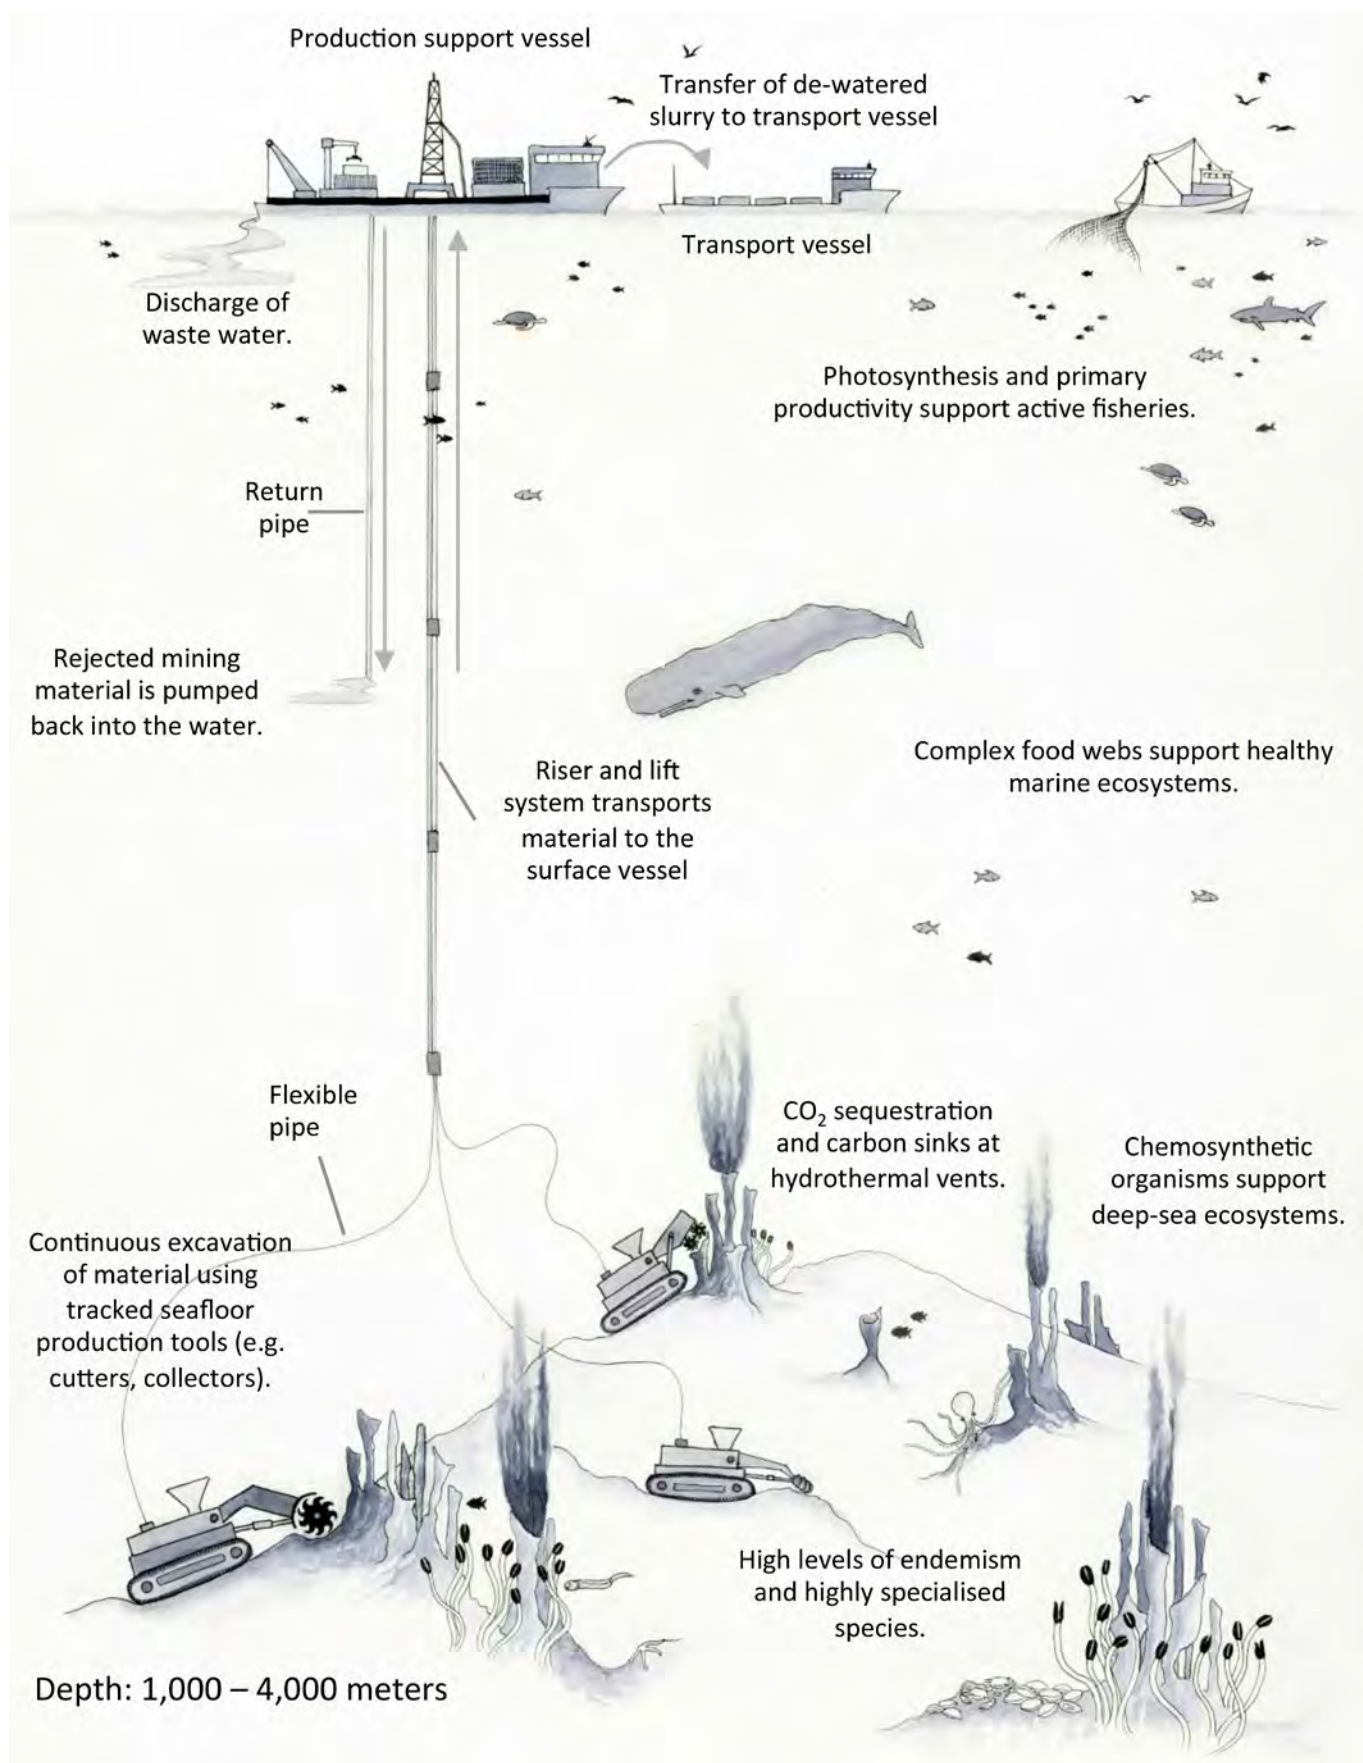 Production support vessel
Transfer of de-watered
slurry to transport vessel
Transport vessel
Discharge of
waste water.
Photosynthesis and primary
productivity support active fisheries.
Return
pipe
Rejected mining
material is pumped
back into the water.
Riser and lift
system transports
material to the
surface vessel
Complex food webs support healthy
marine ecosystems.
Flexible
pipe
CO₂ sequestration
and carbon sinks at
hydrothermal vents.
Chemosynthetic
organisms support
deep-sea ecosystems.
Continuous excavation
of material using
tracked seafloor
production tools (e.g.
cutters, collectors).
High levels of endemism
and highly specialised
species.
Depth: 1,000 – 4,000 meters